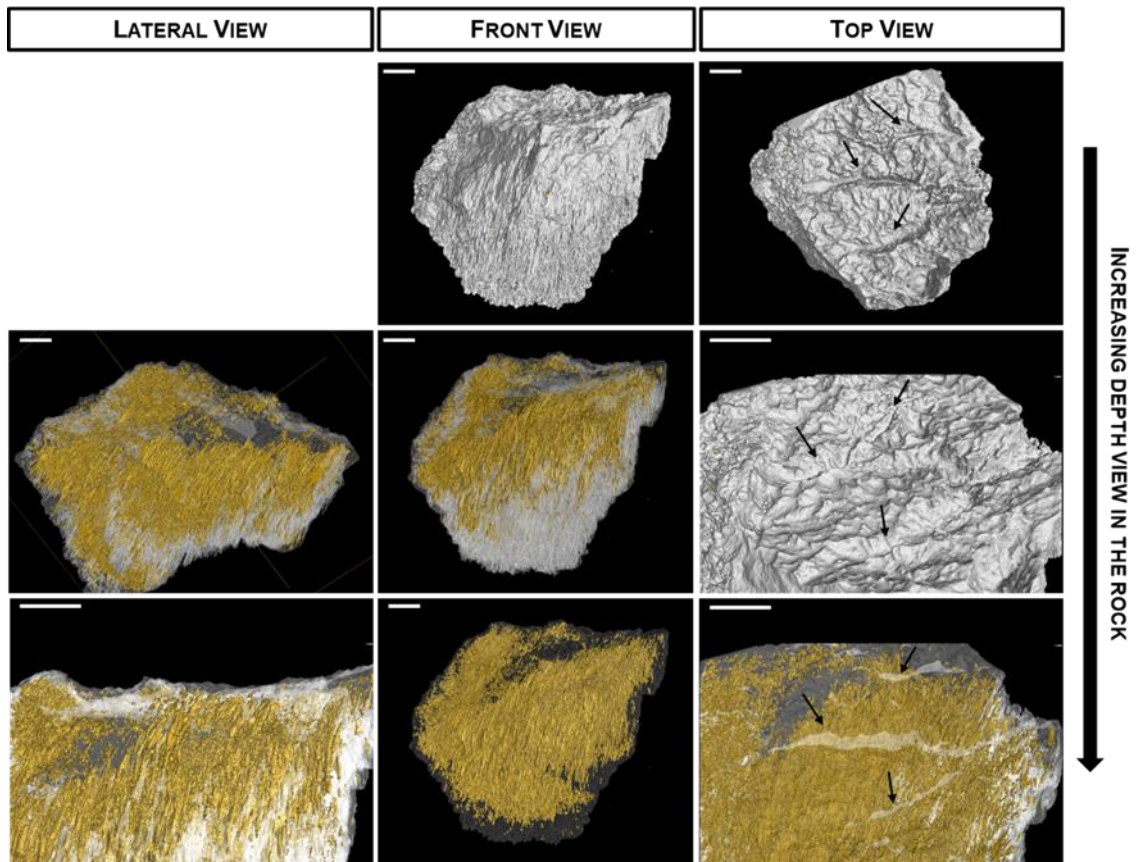 LATERAL VIEW
FRONT VIEW
TOP VIEW
INCREASING DEPTH VIEW IN THE ROCK